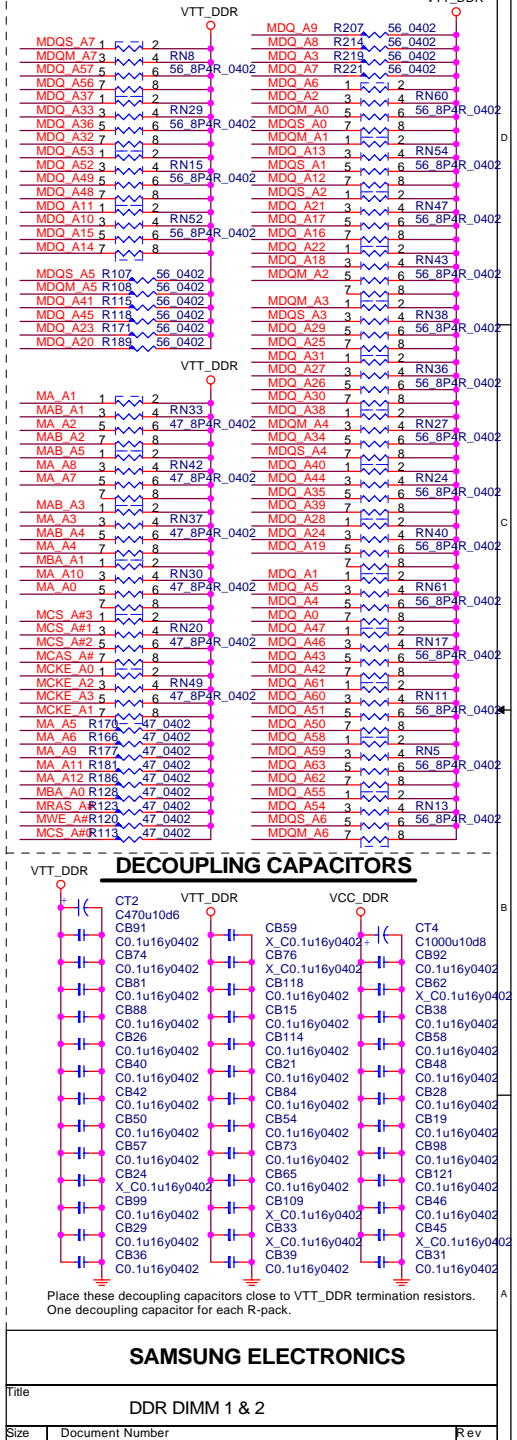 VTT_DDR
MDQS_A7 1 2
MDQM_A7 3 4 RN8
MDQ_A57 5 6 56_8P4R_0402
MDQ_A56 7 8
MDQ_A37 1 2
MDQ_A33 3 4 RN29
MDQ_A36 5 6 56_8P4R_0402
MDQ_A32 7 8
MDQ_A53 1 2
MDQ_A52 3 4 RN15
MDQ_A49 5 6 56_8P4R_0402
MDQ_A48 7 8
MDQ_A11 1 2
MDQ_A10 3 4 RN52
MDQ_A15 5 6 56_8P4R_0402
MDQ_A14 7 8
MDQS_A5 R107 56_0402
MDQM_A5 R108 56_0402
MDQ_A41 R115 56_0402
MDQ_A45 R118 56_0402
MDQ_A23 R171 56_0402
MDQ_A20 R189 56_0402
VTT_DDR
MA_A1 1 2
MAB_A1 3 4 RN33
MA_A2 5 6 47_8P4R_0402
MAB_A2 7 8
MAB_A5 1 2
MA_A8 3 4 RN42
MA_A7 5 6 47_8P4R_0402
7 8
MAB_A3 1 2
MA_A3 3 4 RN37
MAB_A4 5 6 47_8P4R_0402
MA_A4 7 8
MBA_A1 1 2
MA_A10 3 4 RN30
MA_A0 5 6 47_8P4R_0402
7 8
MCS_A#3 1 2
MCS_A#1 3 4 RN20
MCS_A#2 5 6 47_8P4R_0402
MCAS_A# 7 8
MCKE_A0 1 2
MCKE_A2 3 4 RN49
MCKE_A3 5 6 47_8P4R_0402
MCKE_A1 7 8
MA_A5 R170 47_0402
MA_A6 R166 47_0402
MA_A9 R177 47_0402
MA_A11 R181 47_0402
MA_A12 R186 47_0402
MBA_A0 R128 47_0402
MRAS_A# R123 47_0402
MWE_A# R120 47_0402
MCS_A#0 R113 47_0402
VTT_DDR
MDQ_A9 R207 56_0402
MDQ_A8 R214 56_0402
MDQ_A3 R219 56_0402
MDQ_A7 R221 56_0402
MDQ_A6 1 2
MDQ_A2 3 4 RN60
MDQM_A0 5 6 56_8P4R_0402
MDQS_A0 7 8
MDQM_A1 1 2
MDQ_A13 3 4 RN54
MDQS_A1 5 6 56_8P4R_0402
MDQ_A12 7 8
MDQS_A2 1 2
MDQ_A21 3 4 RN47
MDQ_A17 5 6 56_8P4R_0402
MDQ_A16 7 8
MDQ_A22 1 2
MDQ_A18 3 4 RN43
MDQM_A2 5 6 56_8P4R_0402
7 8
MDQM_A3 1 2
MDQS_A3 3 4 RN38
MDQ_A29 5 6 56_8P4R_0402
MDQ_A25 7 8
MDQ_A31 1 2
MDQ_A27 3 4 RN36
MDQ_A26 5 6 56_8P4R_0402
MDQ_A30 7 8
MDQ_A38 1 2
MDQM_A4 3 4 RN27
MDQ_A34 5 6 56_8P4R_0402
MDQS_A4 7 8
MDQ_A40 1 2
MDQ_A44 3 4 RN24
MDQ_A35 5 6 56_8P4R_0402
MDQ_A39 7 8
MDQ_A28 1 2
MDQ_A24 3 4 RN40
MDQ_A19 5 6 56_8P4R_0402
7 8
MDQ_A1 1 2
MDQ_A5 3 4 RN61
MDQ_A4 5 6 56_8P4R_0402
MDQ_A0 7 8
MDQ_A47 1 2
MDQ_A46 3 4 RN17
MDQ_A43 5 6 56_8P4R_0402
MDQ_A42 7 8
MDQ_A61 1 2
MDQ_A60 3 4 RN11
MDQ_A51 5 6 56_8P4R_0402
MDQ_A50 7 8
MDQ_A58 1 2
MDQ_A59 3 4 RN5
MDQ_A63 5 6 56_8P4R_0402
MDQ_A62 7 8
MDQ_A55 1 2
MDQ_A54 3 4 RN13
MDQS_A6 5 6 56_8P4R_0402
MDQM_A6 7 8
D
C
B
A
DECOUPLING CAPACITORS
VTT_DDR
+ CT2
C470u10d6
CB91
C0.1u16y0402
CB74
C0.1u16y0402
CB81
C0.1u16y0402
CB88
C0.1u16y0402
CB26
C0.1u16y0402
CB40
C0.1u16y0402
CB42
C0.1u16y0402
CB50
C0.1u16y0402
CB57
C0.1u16y0402
CB24
X_C0.1u16y0402
CB99
C0.1u16y0402
CB29
C0.1u16y0402
CB36
C0.1u16y0402
VTT_DDR
CB59
X_C0.1u16y0402
CB76
X_C0.1u16y0402
CB118
C0.1u16y0402
CB15
C0.1u16y0402
CB114
C0.1u16y0402
CB21
C0.1u16y0402
CB84
C0.1u16y0402
CB54
C0.1u16y0402
CB73
C0.1u16y0402
CB65
C0.1u16y0402
CB109
X_C0.1u16y0402
CB33
X_C0.1u16y0402
CB39
C0.1u16y0402
VCC_DDR
+ CT4
C1000u10d8
CB92
C0.1u16y0402
CB62
X_C0.1u16y0402
CB38
C0.1u16y0402
CB58
C0.1u16y0402
CB48
C0.1u16y0402
CB28
C0.1u16y0402
CB19
C0.1u16y0402
CB98
C0.1u16y0402
CB121
C0.1u16y0402
CB46
C0.1u16y0402
CB45
X_C0.1u16y0402
CB31
C0.1u16y0402
Place these decoupling capacitors close to VTT_DDR termination resistors.
One decoupling capacitor for each R-pack.
SAMSUNG ELECTRONICS
Title
DDR DIMM 1 & 2
Size Document Number Rev